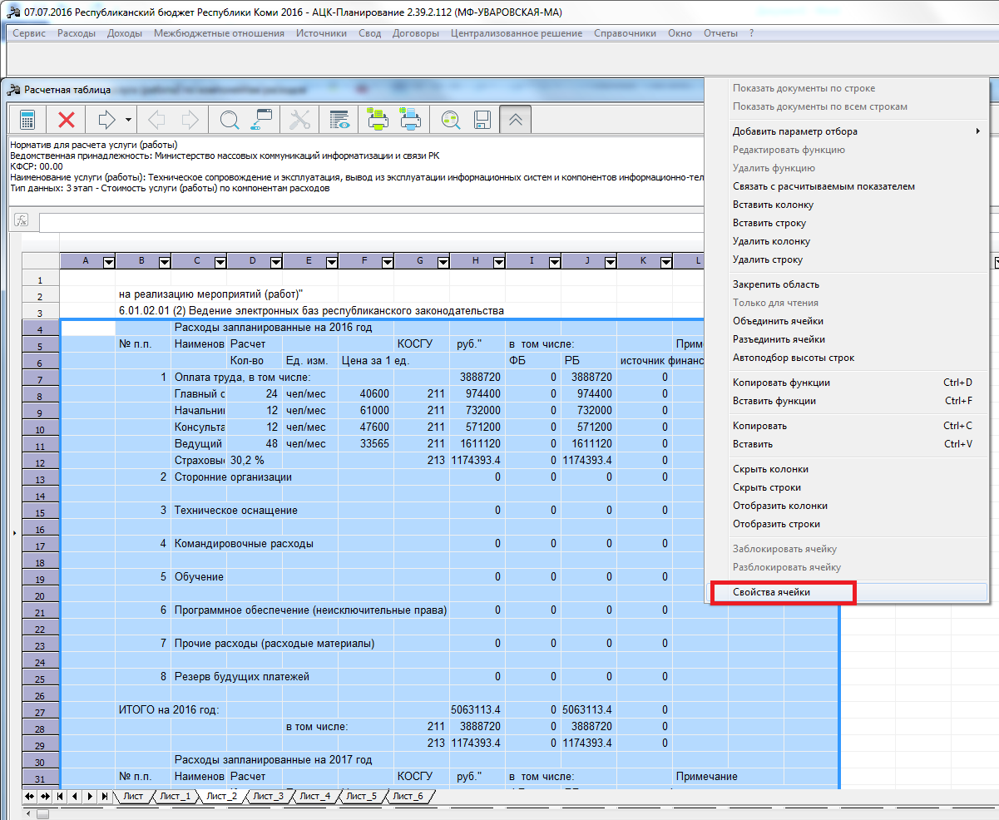 07.07.2016 Республиканский бюджет Республики Коми 2016 - АЦК-Планирование 2.39.2.112 (МФ-УВАРОВСКАЯ-МА)
Сервис Расходы Доходы Межбюджетные отношения Источники Свод Договоры Централизованное решение Справочники Окно Отчеты ?
Расчетная таблица
Норматив для расчета услуги (работы)
Ведомственная принадлежность: Министерство массовых коммуникаций информатизации и связи РК
КФСР: 00.00
Наименование услуги (работы): Техническое сопровождение и эксплуатация, вывод из эксплуатации информационных систем и компонентов информационно-тел
Тип данных: 3 этап - Стоимость услуги (работы) по компонентам расходов
A B C D E F G H I J K L
1
2 на реализацию мероприятий (работ)"
3 6.01.02.01 (2) Ведение электронных баз республиканского законодательства
4 Расходы запланированные на 2016 год
5 № п.п. Наименов Расчет КОСГУ руб." в том числе: Прим
6 Кол-во Ед. изм. Цена за 1 ед. ФБ РБ источник финанс
7 1 Оплата труда, в том числе: 3888720 0 3888720 0
8 Главный с 24 чел/мес 40600 211 974400 0 974400 0
9 Начальни 12 чел/мес 61000 211 732000 0 732000 0
10 Консульта 12 чел/мес 47600 211 571200 0 571200 0
11 Ведущий 48 чел/мес 33565 211 1611120 0 1611120 0
12 Страховые 30,2 % 213 1174393.4 0 1174393.4 0
13 2 Сторонние организации 0 0 0 0
14
15 3 Техническое оснащение 0 0 0 0
16
17 4 Командировочные расходы 0 0 0 0
18
19 5 Обучение 0 0 0 0
20
21 6 Программное обеспечение (неисключительные права) 0 0 0 0
22
23 7 Прочие расходы (расходые материалы) 0 0 0 0
24
25 8 Резерв будущих платежей 0 0 0 0
26
27 ИТОГО на 2016 год: 5063113.4 0 5063113.4 0
28 в том числе: 211 3888720 0 3888720 0
29 213 1174393.4 0 1174393.4 0
30 Расходы запланированные на 2017 год
31 № п.п. Наименов Расчет КОСГУ руб." в том числе: Примечание
Лист Лист_1 Лист_2 Лист_3 Лист_4 Лист_5 Лист_6
Показать документы по строке
Показать документы по всем строкам
Добавить параметр отбора
Редактировать функцию
Удалить функцию
Связать с расчитываемым показателем
Вставить колонку
Вставить строку
Удалить колонку
Удалить строку
Закрепить область
Только для чтения
Объединить ячейки
Разъединить ячейки
Автоподбор высоты строк
Копировать функции Ctrl+D
Вставить функции Ctrl+F
Копировать Ctrl+C
Вставить Ctrl+V
Скрыть колонки
Скрыть строки
Отобразить колонки
Отобразить строки
Заблокировать ячейку
Разблокировать ячейку
Свойства ячейки